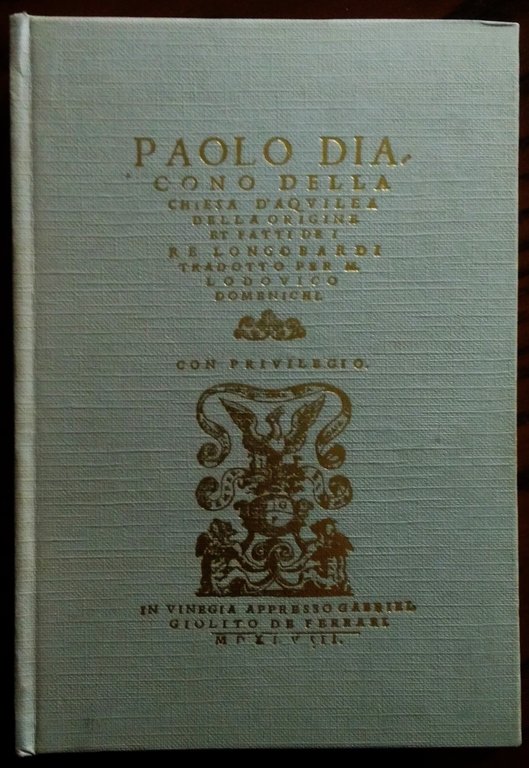 PAOLO DIA,
CONO DELLA
CHIESA D'AQVILEA
DELLA ORIGINE
ET FATTI DE I
RE LONGOBARDI
TRADOTTO PER M.
LODOVICO
DOMENICHI.
CON PRIVILEGIO.
IN VINEGIA APPRESSO GABRIEL
GIOLITO DE FERRARI.
MDXLVIII.